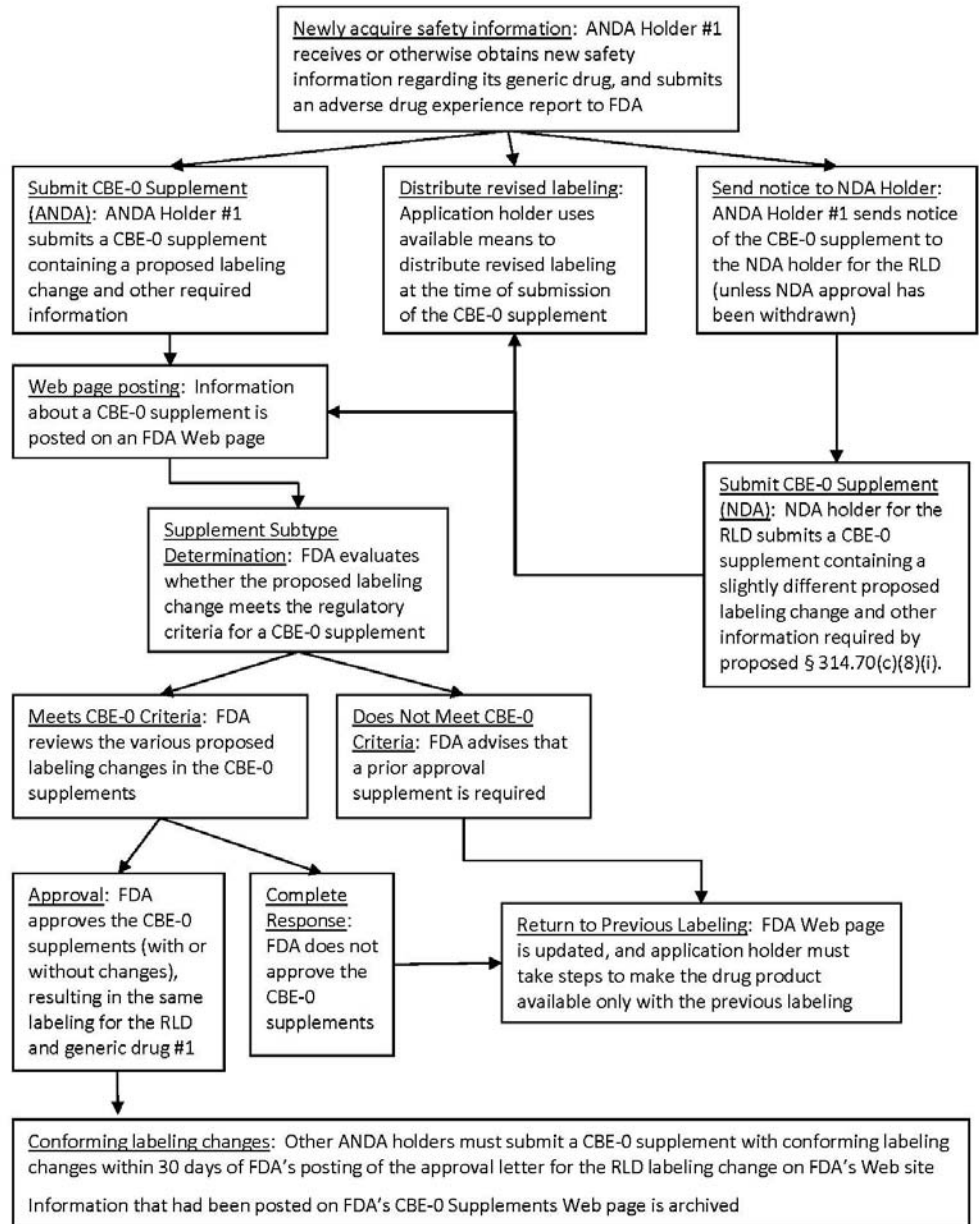 Newly acquire safety information: ANDA Holder #1
receives or otherwise obtains new safety
information regarding its generic drug, and submits
an adverse drug experience report to FDA
Submit CBE-0 Supplement
(ANDA): ANDA Holder #1
submits a CBE-0 supplement
containing a proposed labeling
change and other required
information
Distribute revised labeling:
Application holder uses
available means to
distribute revised labeling
at the time of submission
of the CBE-0 supplement
Send notice to NDA Holder:
ANDA Holder #1 sends notice
of the CBE-0 supplement to
the NDA holder for the RLD
(unless NDA approval has
been withdrawn)
Web page posting: Information
about a CBE-0 supplement is
posted on an FDA Web page
Submit CBE-0 Supplement
(NDA): NDA holder for the
RLD submits a CBE-0
supplement containing a
slightly different proposed
labeling change and other
information required by
proposed § 314.70(c)(8)(i).
Supplement Subtype
Determination: FDA evaluates
whether the proposed labeling
change meets the regulatory
criteria for a CBE-0 supplement
Meets CBE-0 Criteria: FDA
reviews the various proposed
labeling changes in the CBE-0
supplements
Does Not Meet CBE-0
Criteria: FDA advises that
a prior approval
supplement is required
Approval: FDA
approves the CBE-0
supplements (with or
without changes),
resulting in the same
labeling for the RLD
and generic drug #1
Complete
Response:
FDA does not
approve the
CBE-0
supplements
Return to Previous Labeling: FDA Web page
is updated, and application holder must
take steps to make the drug product
available only with the previous labeling
Conforming labeling changes: Other ANDA holders must submit a CBE-0 supplement with conforming labeling
changes within 30 days of FDA's posting of the approval letter for the RLD labeling change on FDA's Web site
Information that had been posted on FDA's CBE-0 Supplements Web page is archived